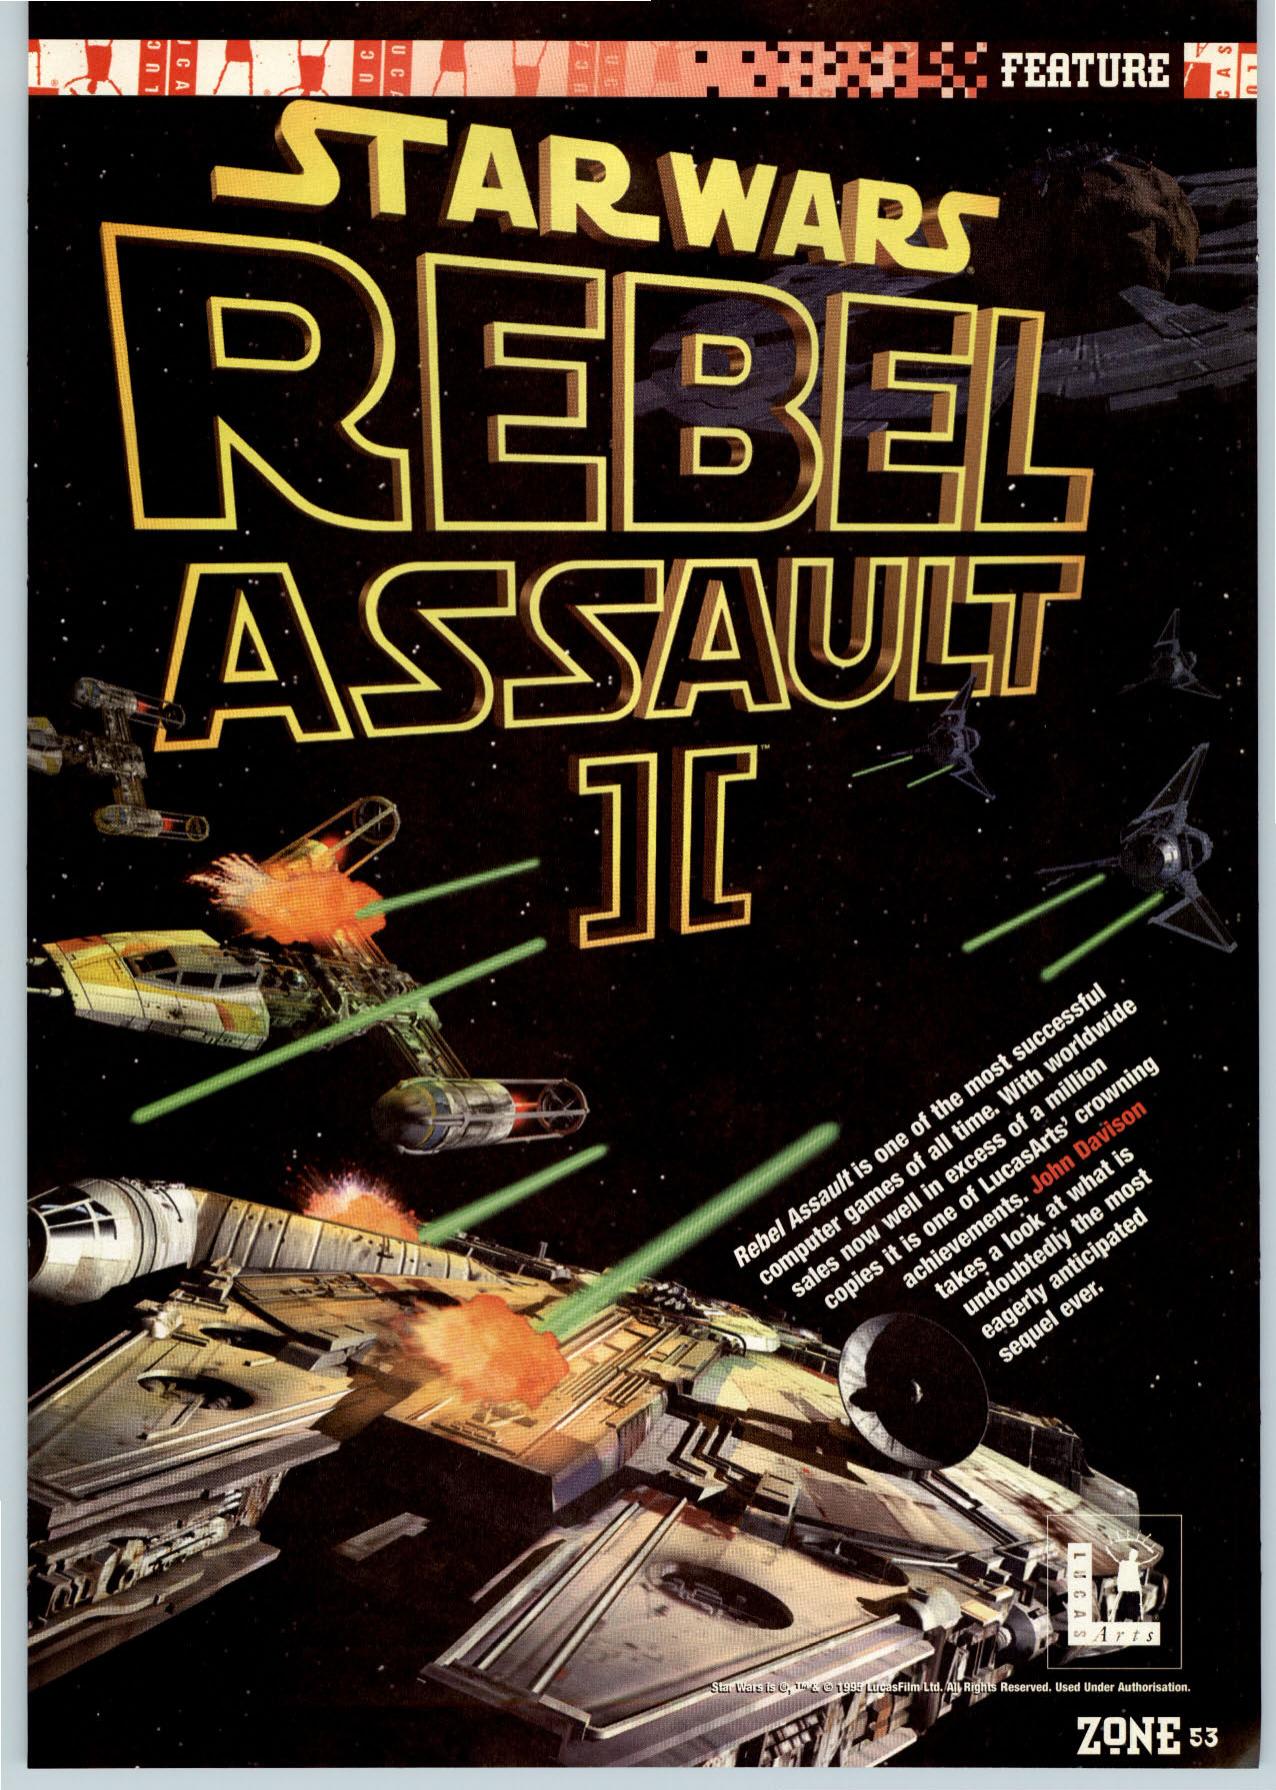 FEATURE
STAR WARS
REBEL
ASSAULT
II™
Rebel Assault is one of the most successful
computer games of all time. With worldwide
sales now well in excess of a million
copies it is one of LucasArts' crowning
achievements. John Davison
takes a look at what is
undoubtedly the most
eagerly anticipated
sequel ever.
LUCAS
Arts
Star Wars is ®, ™ & © 1995 LucasFilm Ltd. All Rights Reserved. Used Under Authorisation.
ZONE 53